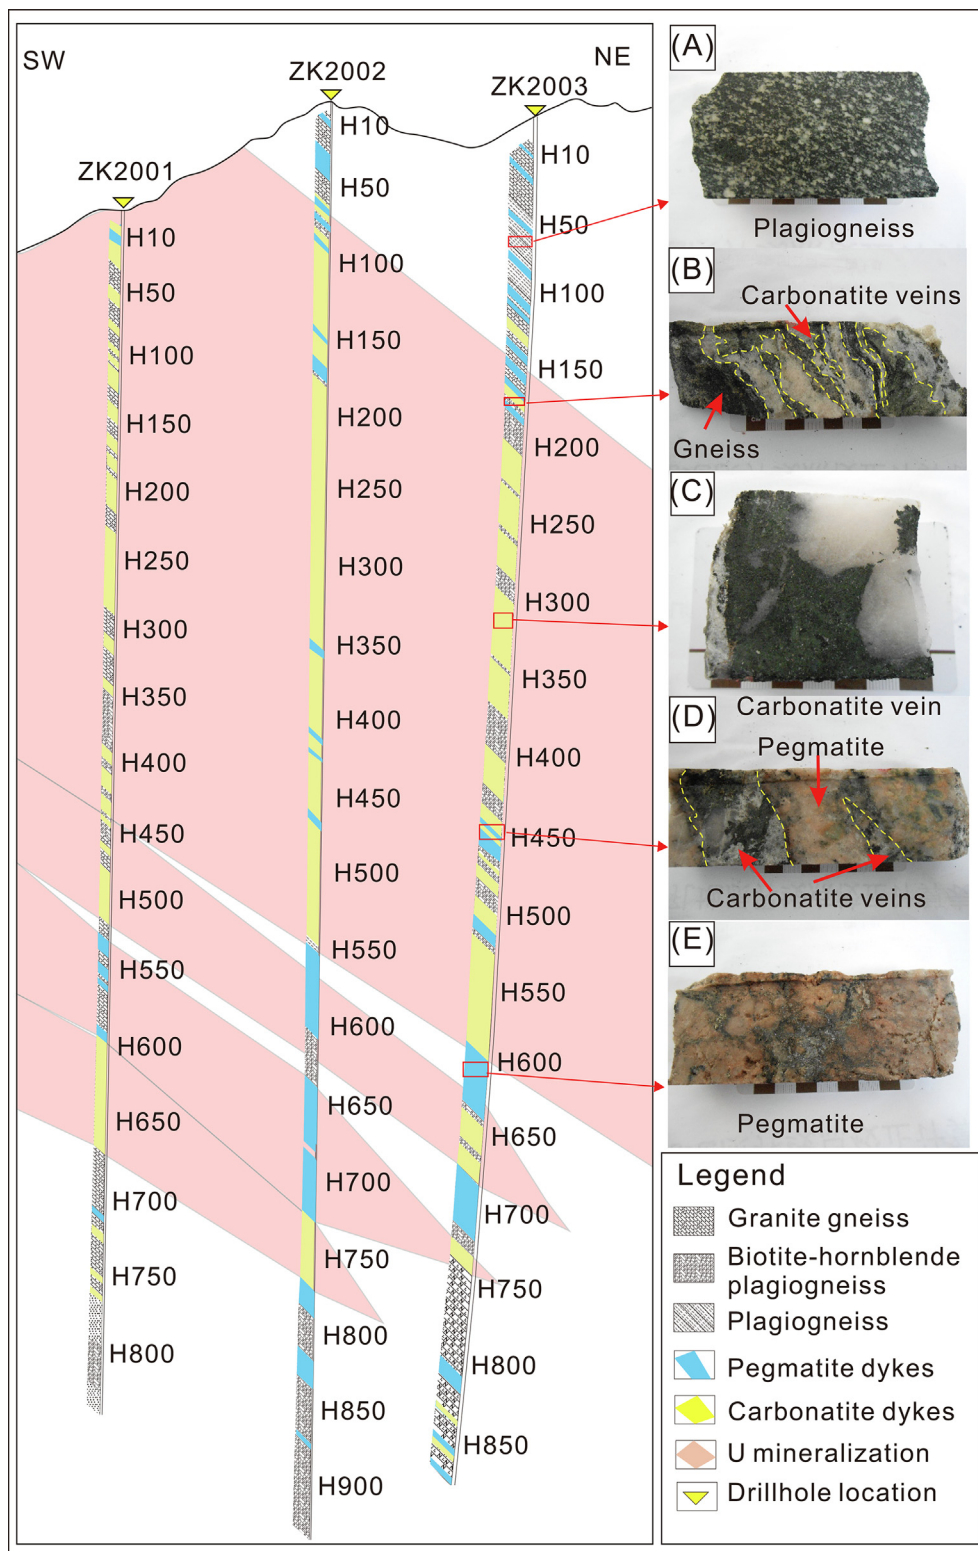 SW
NE
ZK2001
ZK2002
ZK2003
H10
H50
H100
H150
H200
H250
H300
H350
H400
H450
H500
H550
H600
H650
H700
H750
H800
H10
H50
H100
H150
H200
H250
H300
H350
H400
H450
H500
H550
H600
H650
H700
H750
H800
H850
H900
H10
H50
H100
H150
H200
H250
H300
H350
H400
H450
H500
H550
H600
H650
H700
H750
H800
H850
(A)
Plagiogneiss
(B)
Carbonatite veins
Gneiss
(C)
Carbonatite vein
(D)
Pegmatite
Carbonatite veins
(E)
Pegmatite
Legend
Granite gneiss
Biotite-hornblende
plagiogneiss
Plagiogneiss
Pegmatite dykes
Carbonatite dykes
U mineralization
Drillhole location